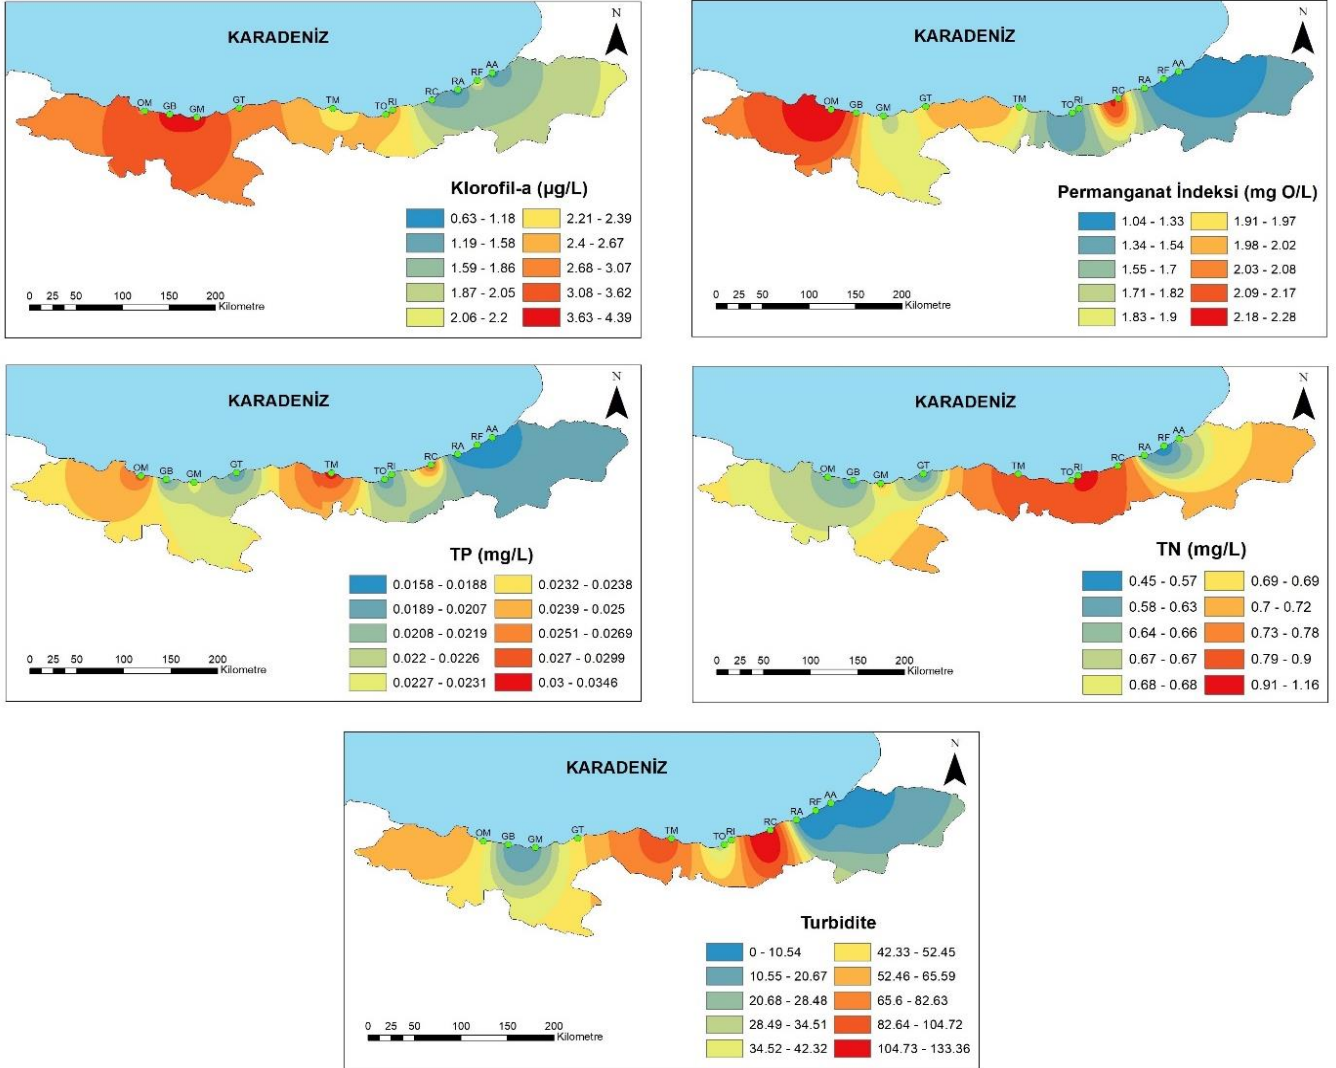 KARADENİZ
N
OM GB GM GT TM TO RI RC RA RF AA
Klorofil-a (µg/L)
0.63 - 1.18 2.21 - 2.39
1.19 - 1.58 2.4 - 2.67
1.59 - 1.86 2.68 - 3.07
1.87 - 2.05 3.08 - 3.62
2.06 - 2.2 3.63 - 4.39
0 25 50 100 150 200
Kilometre
KARADENİZ
N
OM GB GM GT TM TO RI RC RA RF AA
Permanganat İndeksi (mg O/L)
1.04 - 1.33 1.91 - 1.97
1.34 - 1.54 1.98 - 2.02
1.55 - 1.7 2.03 - 2.08
1.71 - 1.82 2.09 - 2.17
1.83 - 1.9 2.18 - 2.28
0 25 50 100 150 200
Kilometre
KARADENİZ
N
OM GB GM GT TM TO RI RC RA RF AA
TP (mg/L)
0.0158 - 0.0188 0.0232 - 0.0238
0.0189 - 0.0207 0.0239 - 0.025
0.0208 - 0.0219 0.0251 - 0.0269
0.022 - 0.0226 0.027 - 0.0299
0.0227 - 0.0231 0.03 - 0.0346
0 25 50 100 150 200
Kilometre
KARADENİZ
N
OM GB GM GT TM TO RI RC RA RF AA
TN (mg/L)
0.45 - 0.57 0.69 - 0.69
0.58 - 0.63 0.7 - 0.72
0.64 - 0.66 0.73 - 0.78
0.67 - 0.67 0.79 - 0.9
0.68 - 0.68 0.91 - 1.16
0 25 50 100 150 200
Kilometre
KARADENİZ
N
OM GB GM GT TM TO RI RC RA RF AA
Turbidite
0 - 10.54 42.33 - 52.45
10.55 - 20.67 52.46 - 65.59
20.68 - 28.48 65.6 - 82.63
28.49 - 34.51 82.64 - 104.72
34.52 - 42.32 104.73 - 133.36
0 25 50 100 150 200
Kilometre